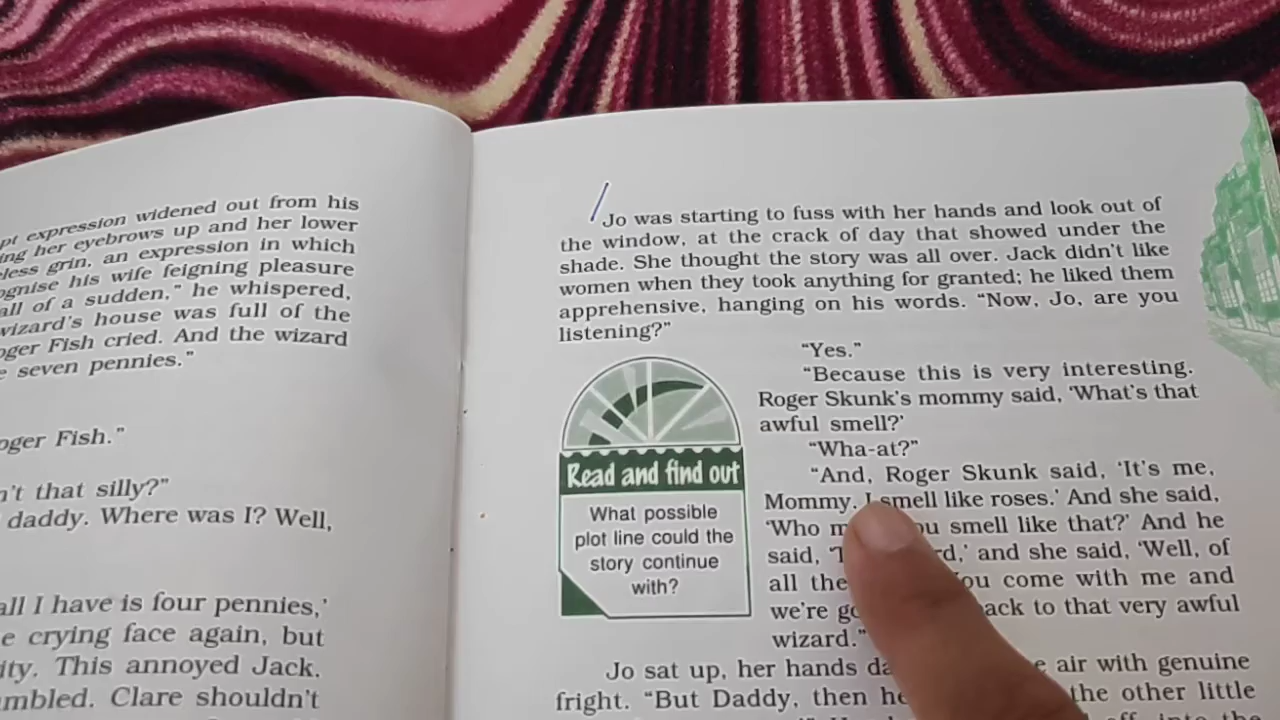 pt expression widened out from his
ing her eyebrows up and her lower
less grin, an expression in which
ognise his wife feigning pleasure
all of a sudden," he whispered,
wizard's house was full of the
oger Fish cried. And the wizard
e seven pennies."
oger Fish."
n't that silly?"
daddy. Where was I? Well,
all I have is four pennies,'
e crying face again, but
ity. This annoyed Jack.
mbled. Clare shouldn't
Jo was starting to fuss with her hands and look out of
the window, at the crack of day that showed under the
shade. She thought the story was all over. Jack didn't like
women when they took anything for granted; he liked them
apprehensive, hanging on his words. "Now, Jo, are you
listening?"
"Yes."
"Because this is very interesting.
Roger Skunk's mommy said, 'What's that
awful smell?'
"Wha-at?"
"And, Roger Skunk said, 'It's me,
Mommy. I smell like roses.' And she said,
'Who m ou smell like that?' And he
said, 'T rd,' and she said, 'Well, of
all the ou come with me and
we're go ack to that very awful
wizard."
Read and find out
What possible
plot line could the
story continue
with?
Jo sat up, her hands da e air with genuine
fright. "But Daddy, then he the other little
off into the